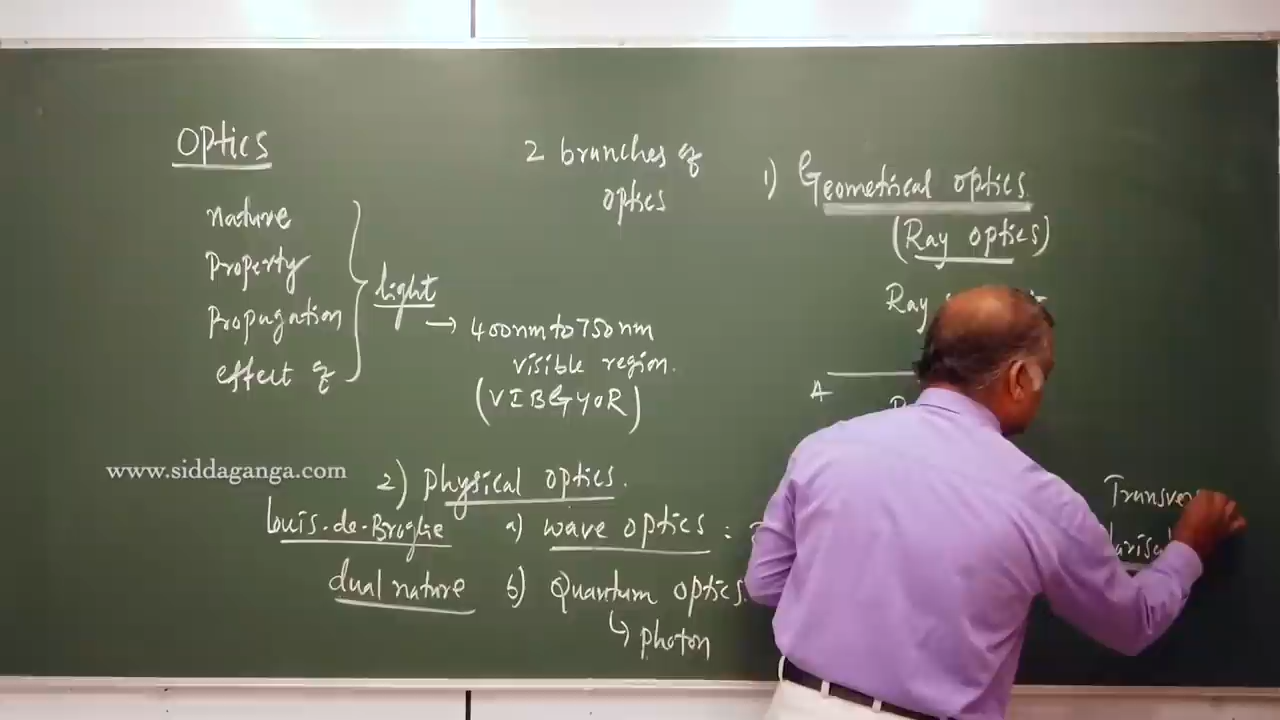 Optics
nature
Property
Propagation
effect of
light
→ 400nm to 750nm
visible region.
(VIBGYOR)
2 branches of
optics
1) Geometrical optics
(Ray optics)
Ray
A
www.siddaganga.com
2) Physical optics.
Louis.de-Broglie
a) wave optics :
dual nature
b) Quantum optics.
↳ photon